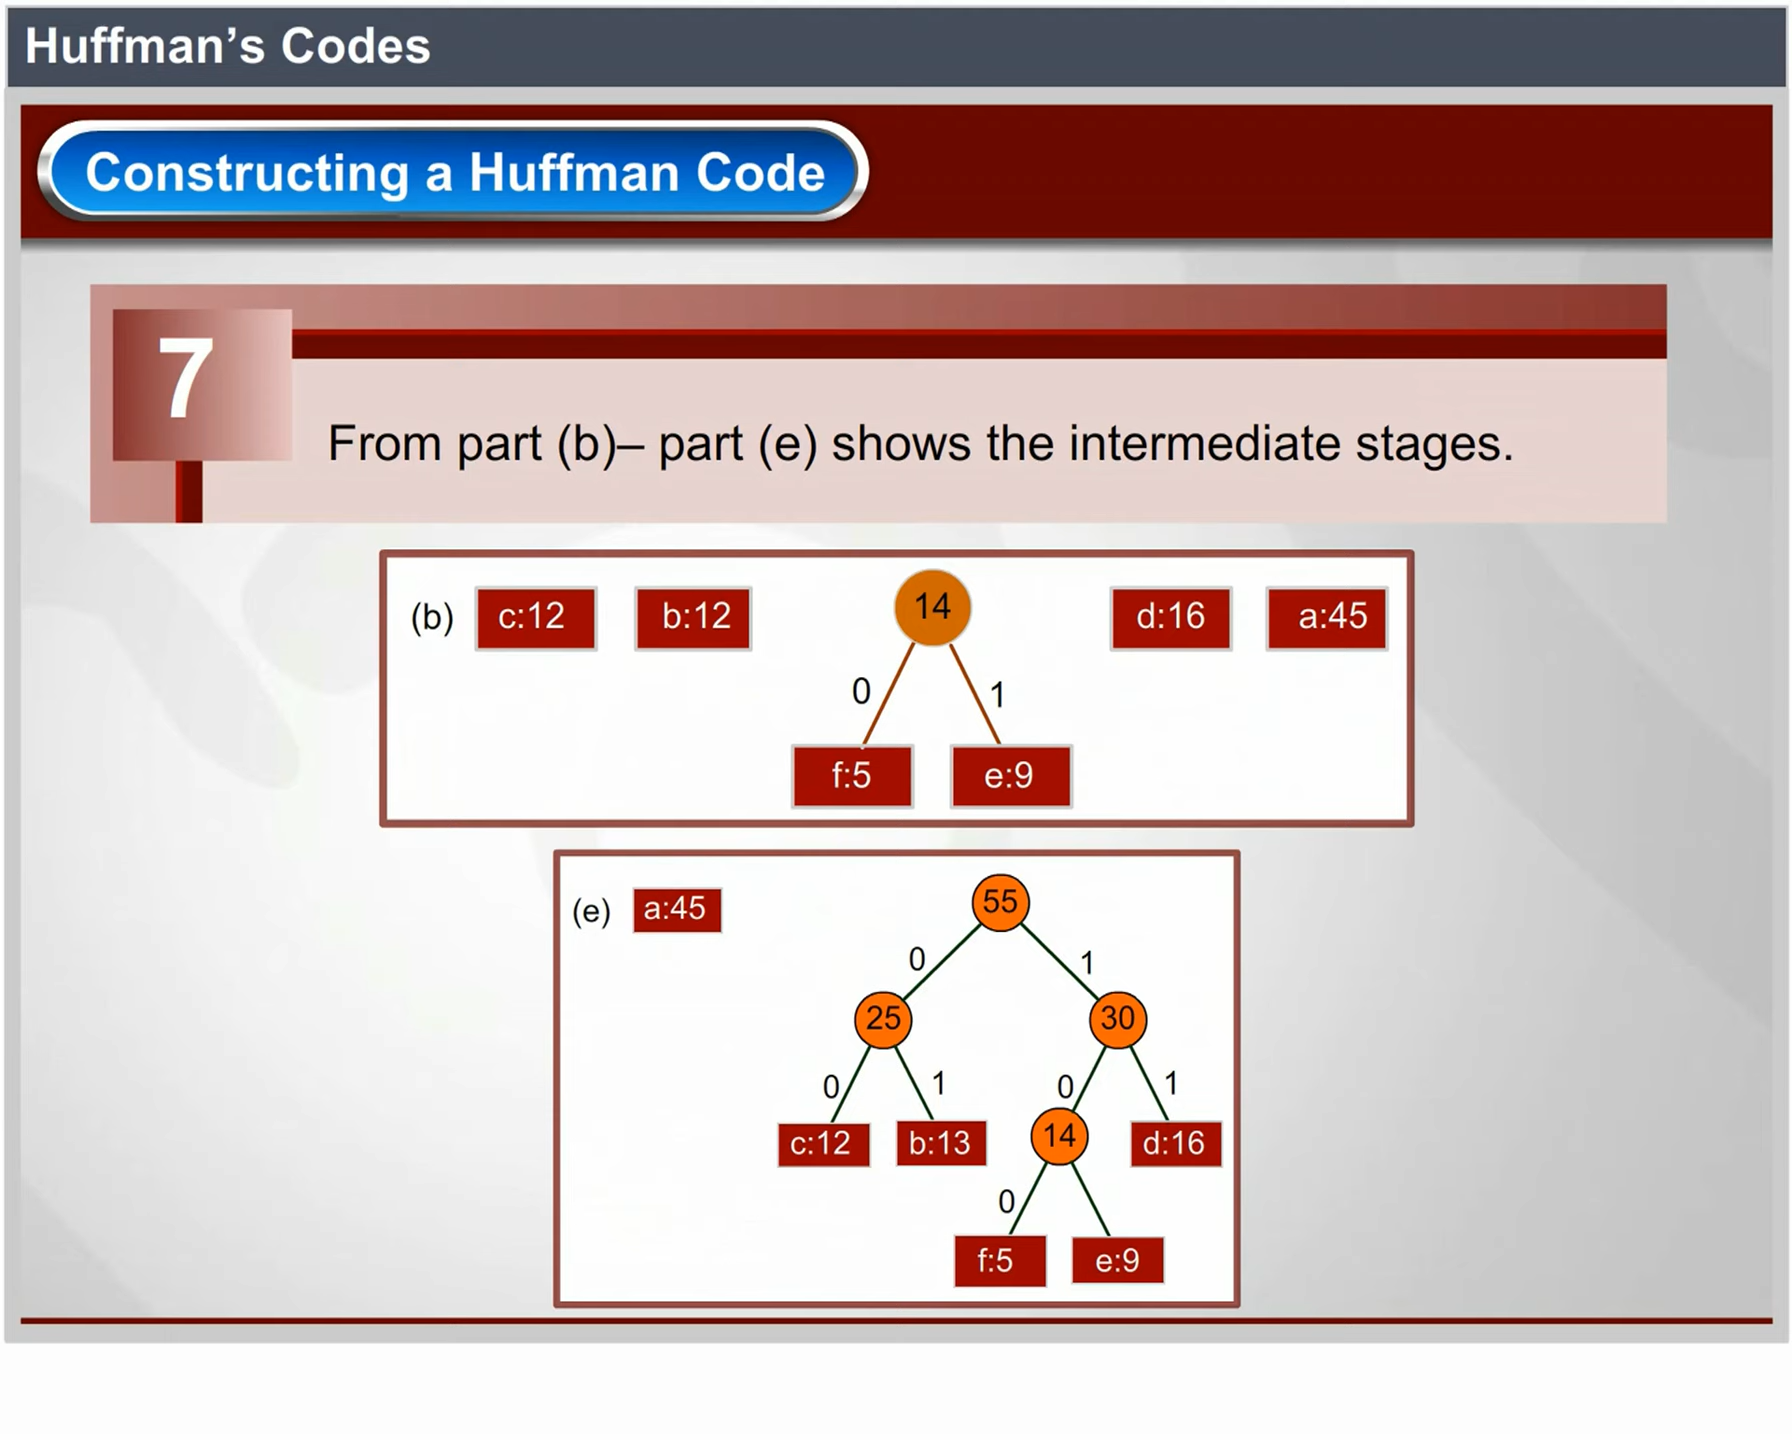 Huffman’s Codes
Constructing a Huffman Code
7
From part (b)– part (e) shows the intermediate stages.
(b) c:12 b:12 14 d:16 a:45
0 1
f:5 e:9
(e) a:45 55
0 1
25 30
0 1 0 1
c:12 b:13 14 d:16
0
f:5 e:9